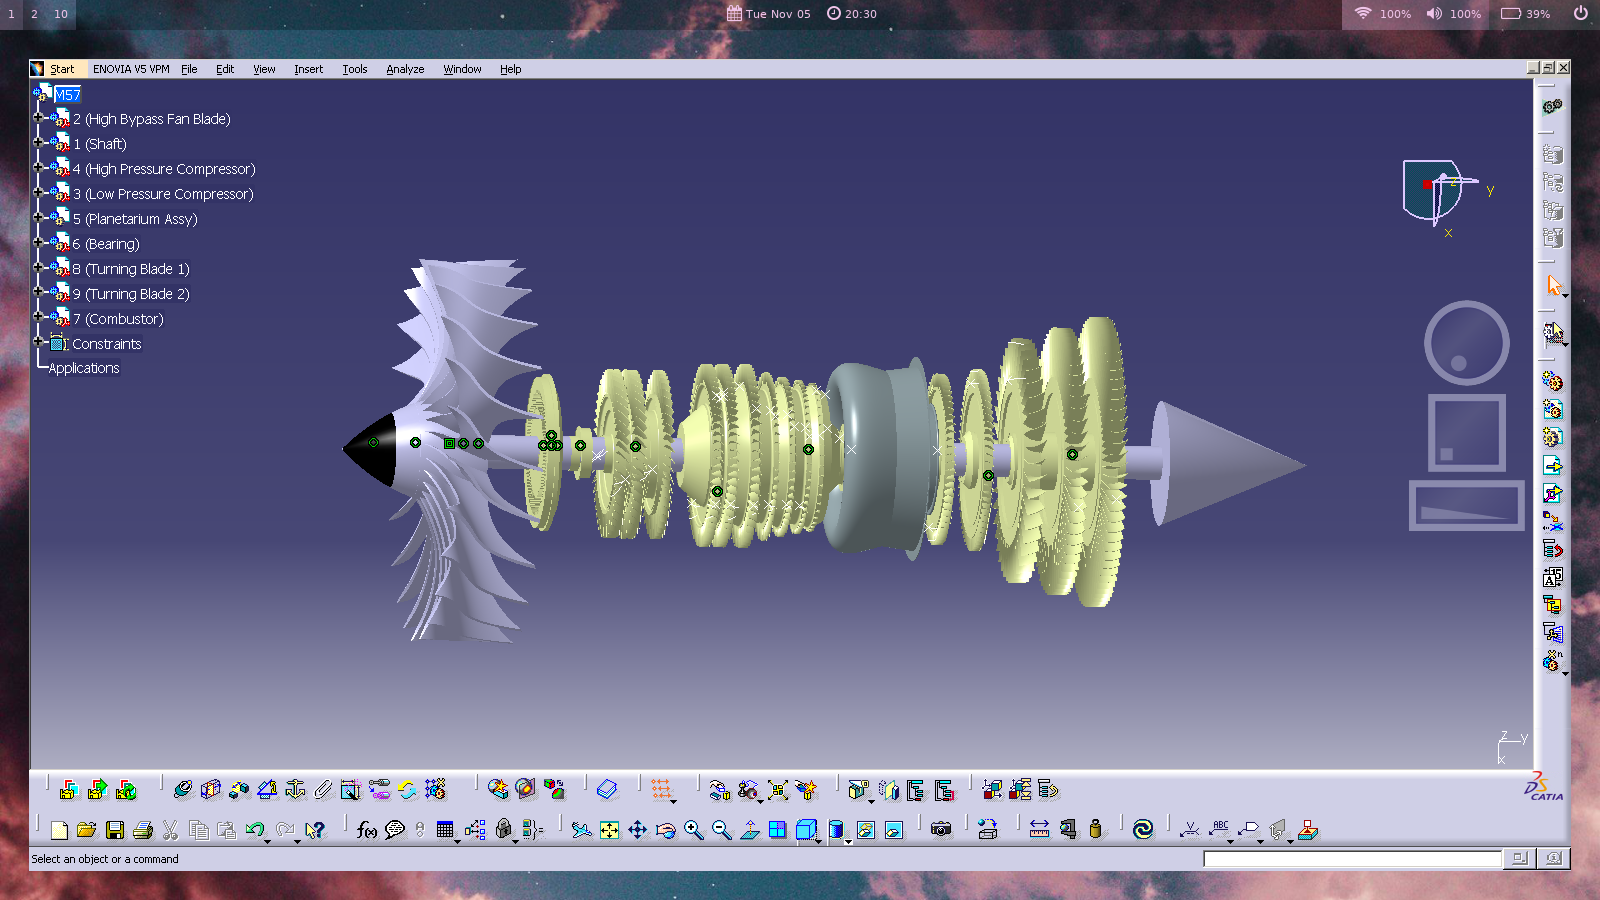 1 2 10 Tue Nov 05 20:30 100% 100% 39%
Start ENOVIA V5 VPM File Edit View Insert Tools Analyze Window Help
M57
2 (High Bypass Fan Blade)
1 (Shaft)
4 (High Pressure Compressor)
3 (Low Pressure Compressor)
5 (Planetarium Assy)
6 (Bearing)
8 (Turning Blade 1)
9 (Turning Blade 2)
7 (Combustor)
Constraints
Applications
z
y
x
z
y
x
CATIA
f(x)
ABC
Select an object or a command